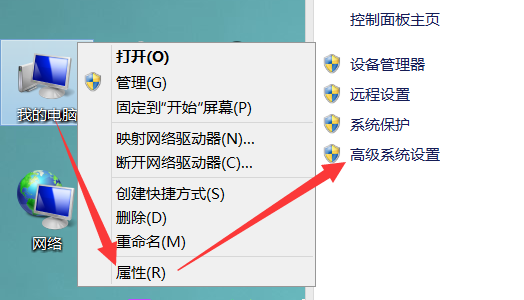 我的电脑
网络
打开(O)
管理(G)
固定到"开始"屏幕(P)
映射网络驱动器(N)...
断开网络驱动器(C)...
创建快捷方式(S)
删除(D)
重命名(M)
属性(R)
控制面板主页
设备管理器
远程设置
系统保护
高级系统设置